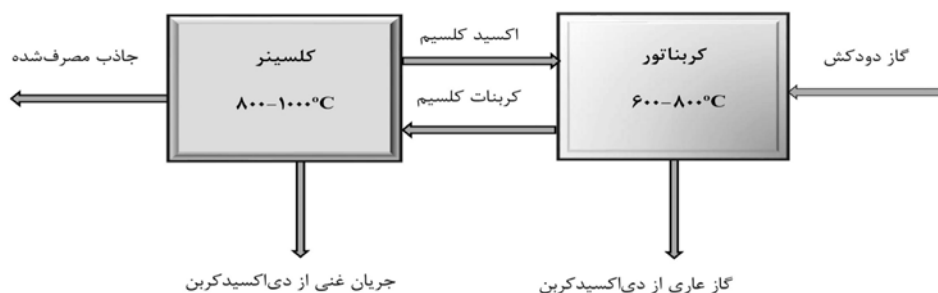 گاز دودکش
کربناتور
۶۰۰–۸۰۰°C
اکسید کلسیم
کربنات کلسیم
کلسینر
۸۰۰–۱۰۰۰°C
جاذب مصرف‌شده
گاز عاری از دی‌اکسیدکربن
جریان غنی از دی‌اکسیدکربن